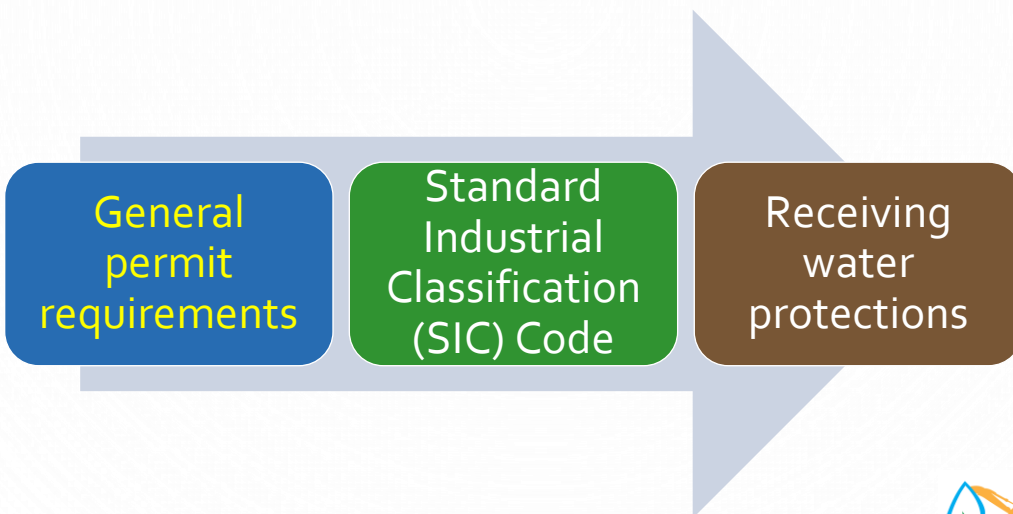 General
permit
requirements
Standard
Industrial
Classification
(SIC) Code
Receiving
water
protections